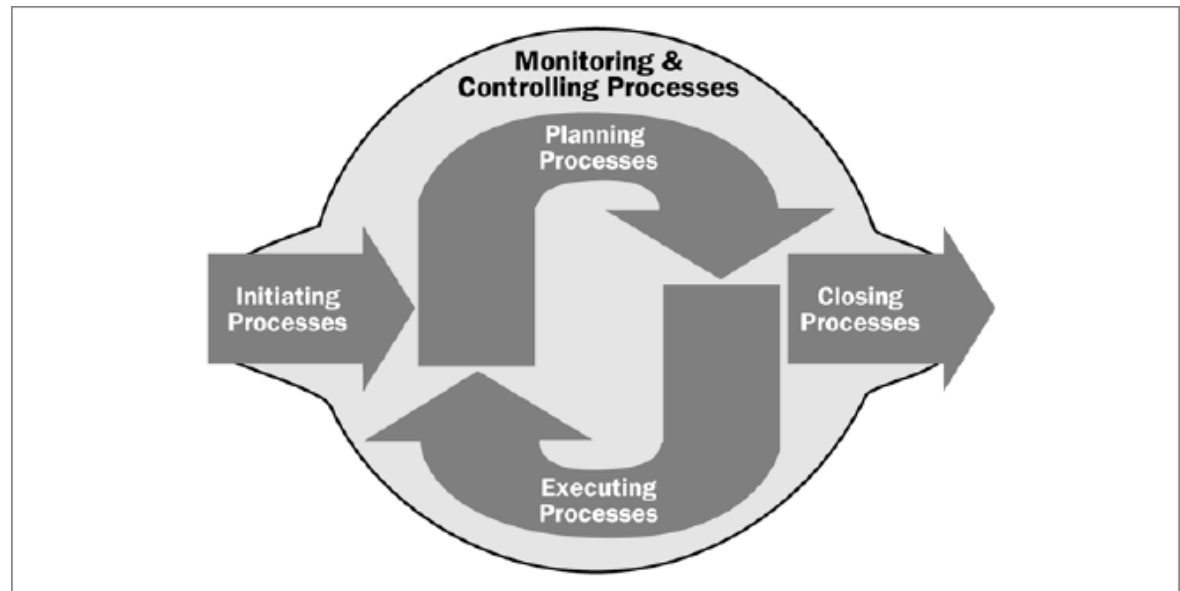 Monitoring &
Controlling Processes
Planning
Processes
Initiating
Processes
Closing
Processes
Executing
Processes